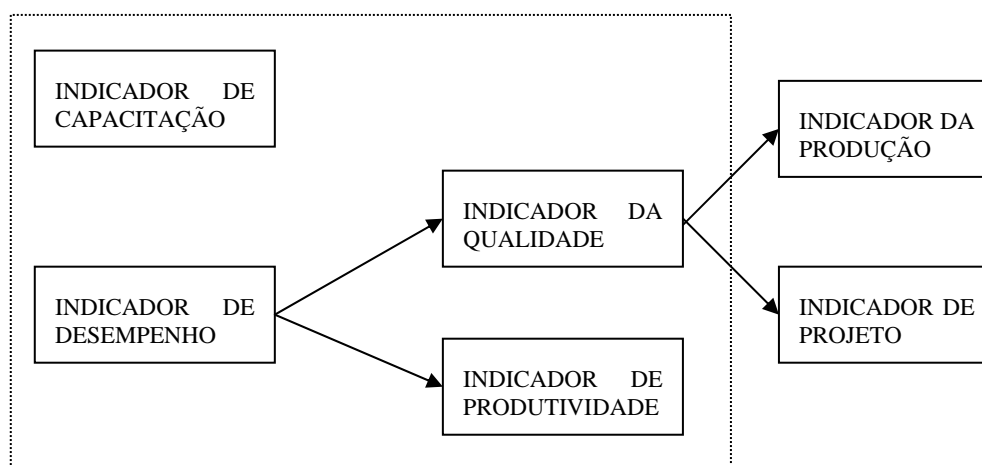 INDICADOR DE
CAPACITAÇÃO
INDICADOR DA
PRODUÇÃO
INDICADOR DA
QUALIDADE
INDICADOR DE
DESEMPENHO
INDICADOR DE
PROJETO
INDICADOR DE
PRODUTIVIDADE